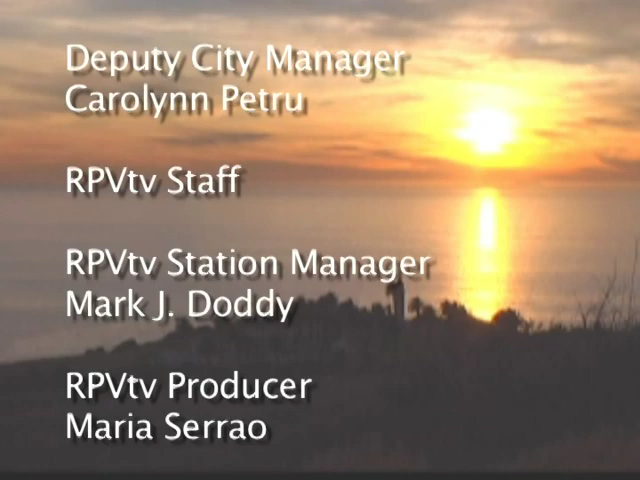 Deputy City Manager
Carolynn Petru
RPVtv Staff
RPVtv Station Manager
Mark J. Doddy
RPVtv Producer
Maria Serrao